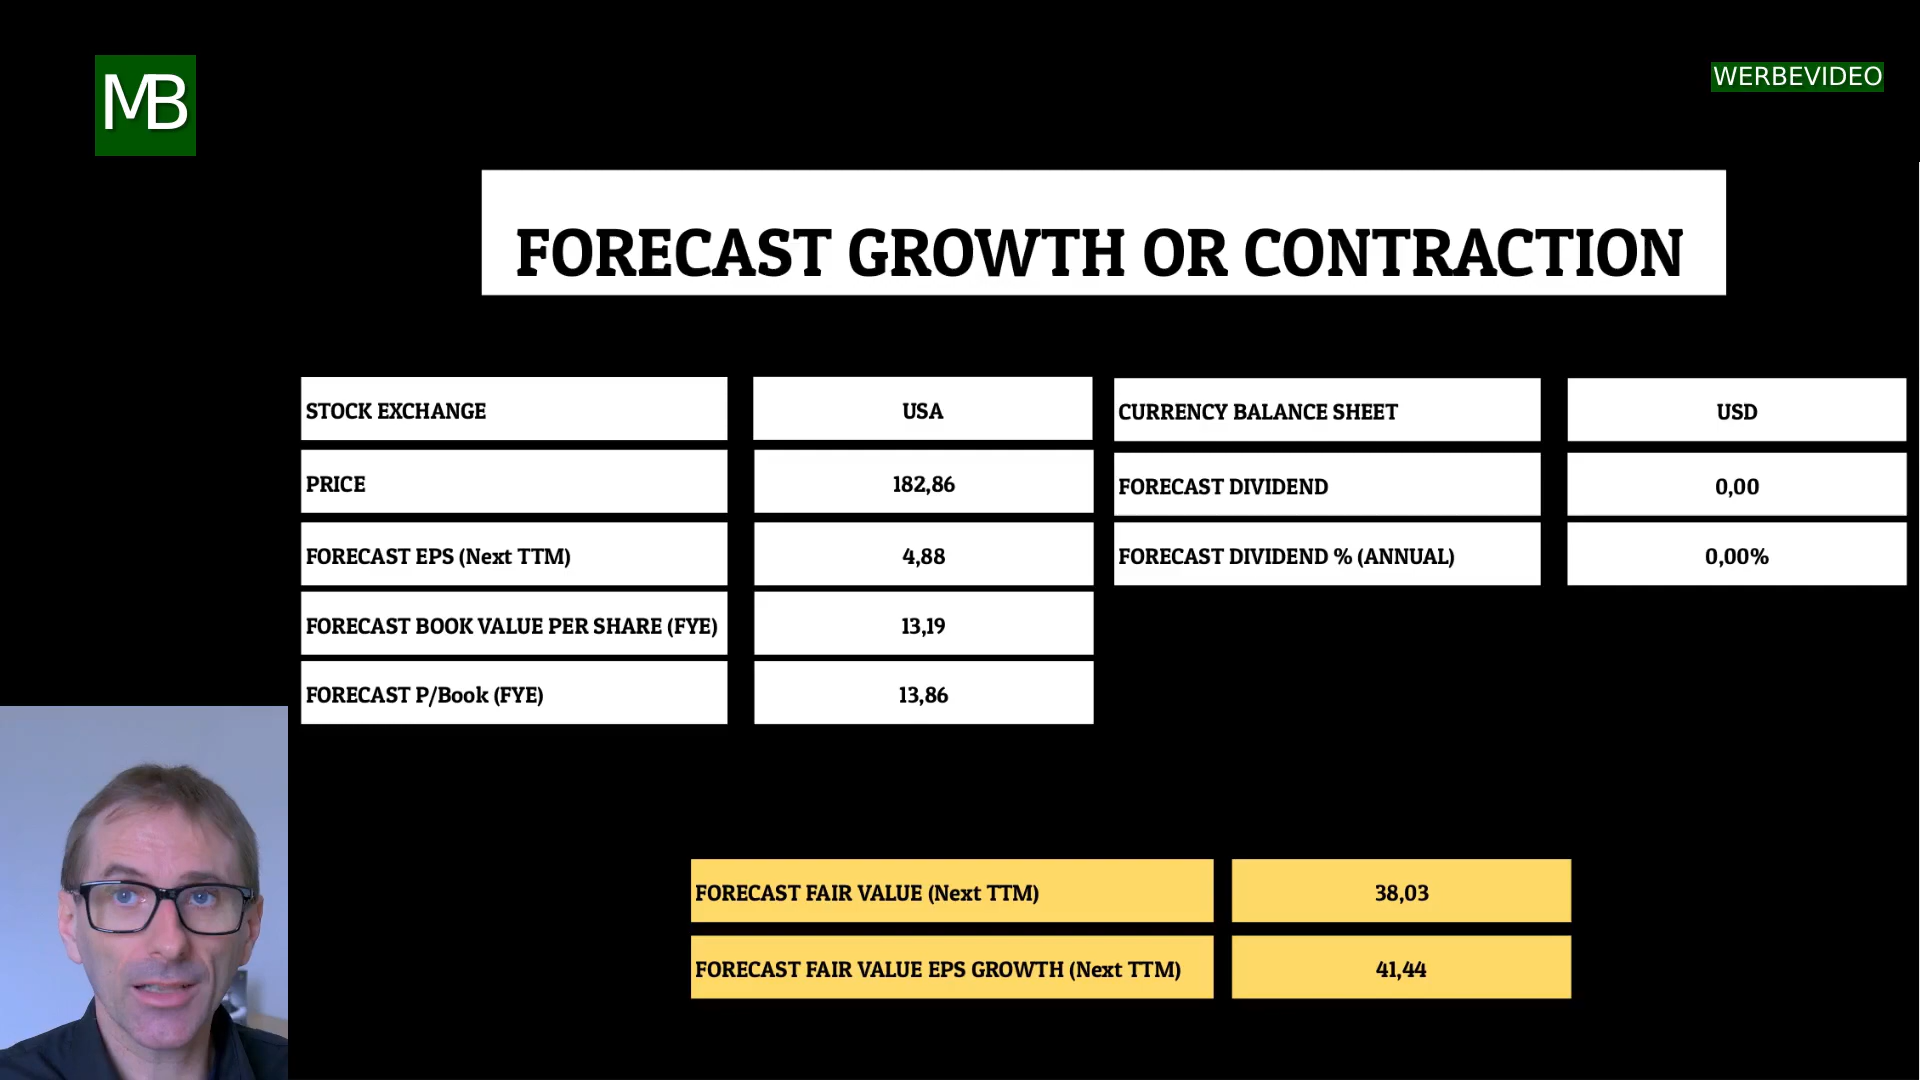 MB
WERBEVIDEO
FORECAST GROWTH OR CONTRACTION
STOCK EXCHANGE USA CURRENCY BALANCE SHEET USD
PRICE 182,86 FORECAST DIVIDEND 0,00
FORECAST EPS (Next TTM) 4,88 FORECAST DIVIDEND % (ANNUAL) 0,00%
FORECAST BOOK VALUE PER SHARE (FYE) 13,19
FORECAST P/Book (FYE) 13,86
FORECAST FAIR VALUE (Next TTM) 38,03
FORECAST FAIR VALUE EPS GROWTH (Next TTM) 41,44